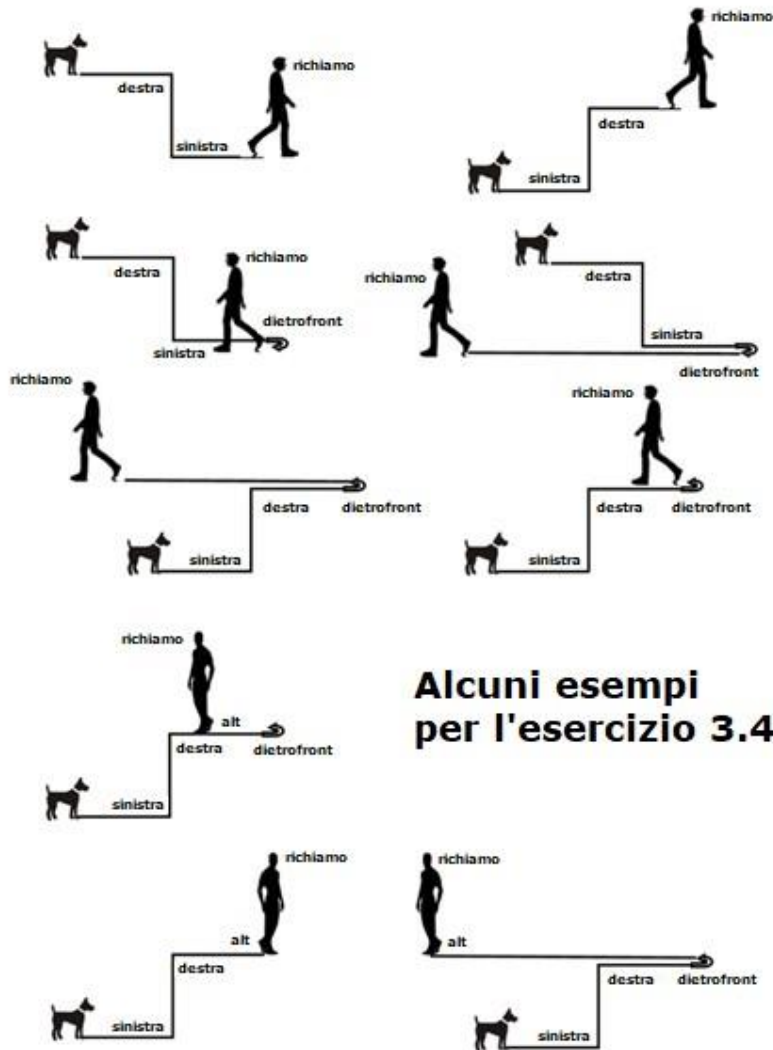 richiamo
destra
sinistra
richiamo
destra
sinistra
richiamo
destra
dietrofront
sinistra
richiamo
destra
sinistra
dietrofront
richiamo
destra
dietrofront
sinistra
richiamo
destra
dietrofront
sinistra
richiamo
alt
destra
dietrofront
sinistra
Alcuni esempi
per l'esercizio 3.4
richiamo
alt
destra
sinistra
richiamo
alt
destra
dietrofront
sinistra